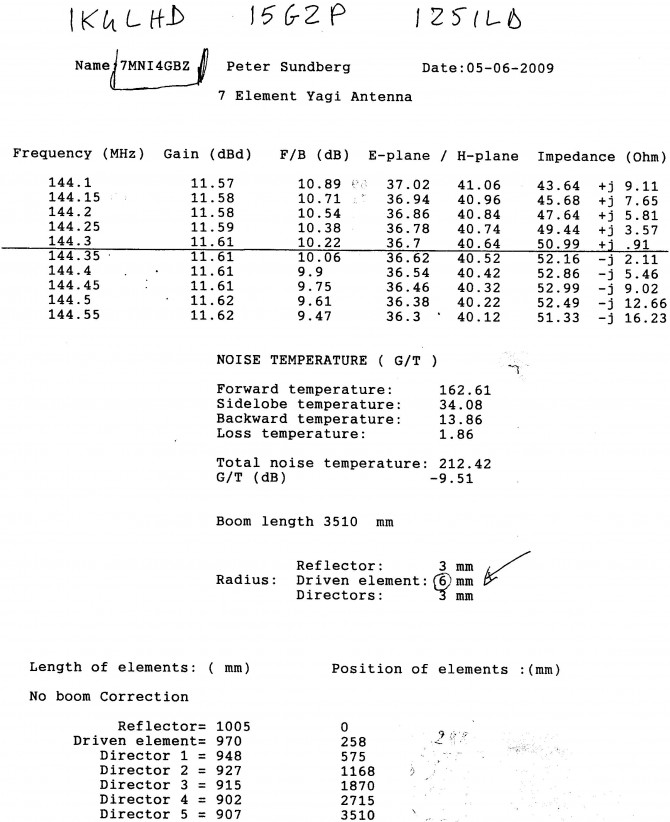 IK4LHD 15G2P 1251LD
Name 7MNI4GBZ Peter Sundberg Date:05-06-2009
7 Element Yagi Antenna
Frequency (MHz) Gain (dBd) F/B (dB) E-plane / H-plane Impedance (Ohm)
144.1 11.57 10.89 37.02 41.06 43.64 +j 9.11
144.15 11.58 10.71 36.94 40.96 45.68 +j 7.65
144.2 11.58 10.54 36.86 40.84 47.64 +j 5.81
144.25 11.59 10.38 36.78 40.74 49.44 +j 3.57
144.3 11.61 10.22 36.7 40.64 50.99 +j .91
144.35 11.61 10.06 36.62 40.52 52.16 -j 2.11
144.4 11.61 9.9 36.54 40.42 52.86 -j 5.46
144.45 11.61 9.75 36.46 40.32 52.99 -j 9.02
144.5 11.62 9.61 36.38 40.22 52.49 -j 12.66
144.55 11.62 9.47 36.3 40.12 51.33 -j 16.23
NOISE TEMPERATURE ( G/T )
Forward temperature: 162.61
Sidelobe temperature: 34.08
Backward temperature: 13.86
Loss temperature: 1.86
Total noise temperature: 212.42
G/T (dB) -9.51
Boom length 3510 mm
Reflector: 3 mm
Radius: Driven element: 6 mm
Directors: 3 mm
Length of elements: ( mm) Position of elements :(mm)
No boom Correction
Reflector= 1005 0
Driven element= 970 258
Director 1 = 948 575
Director 2 = 927 1168
Director 3 = 915 1870
Director 4 = 902 2715
Director 5 = 907 3510